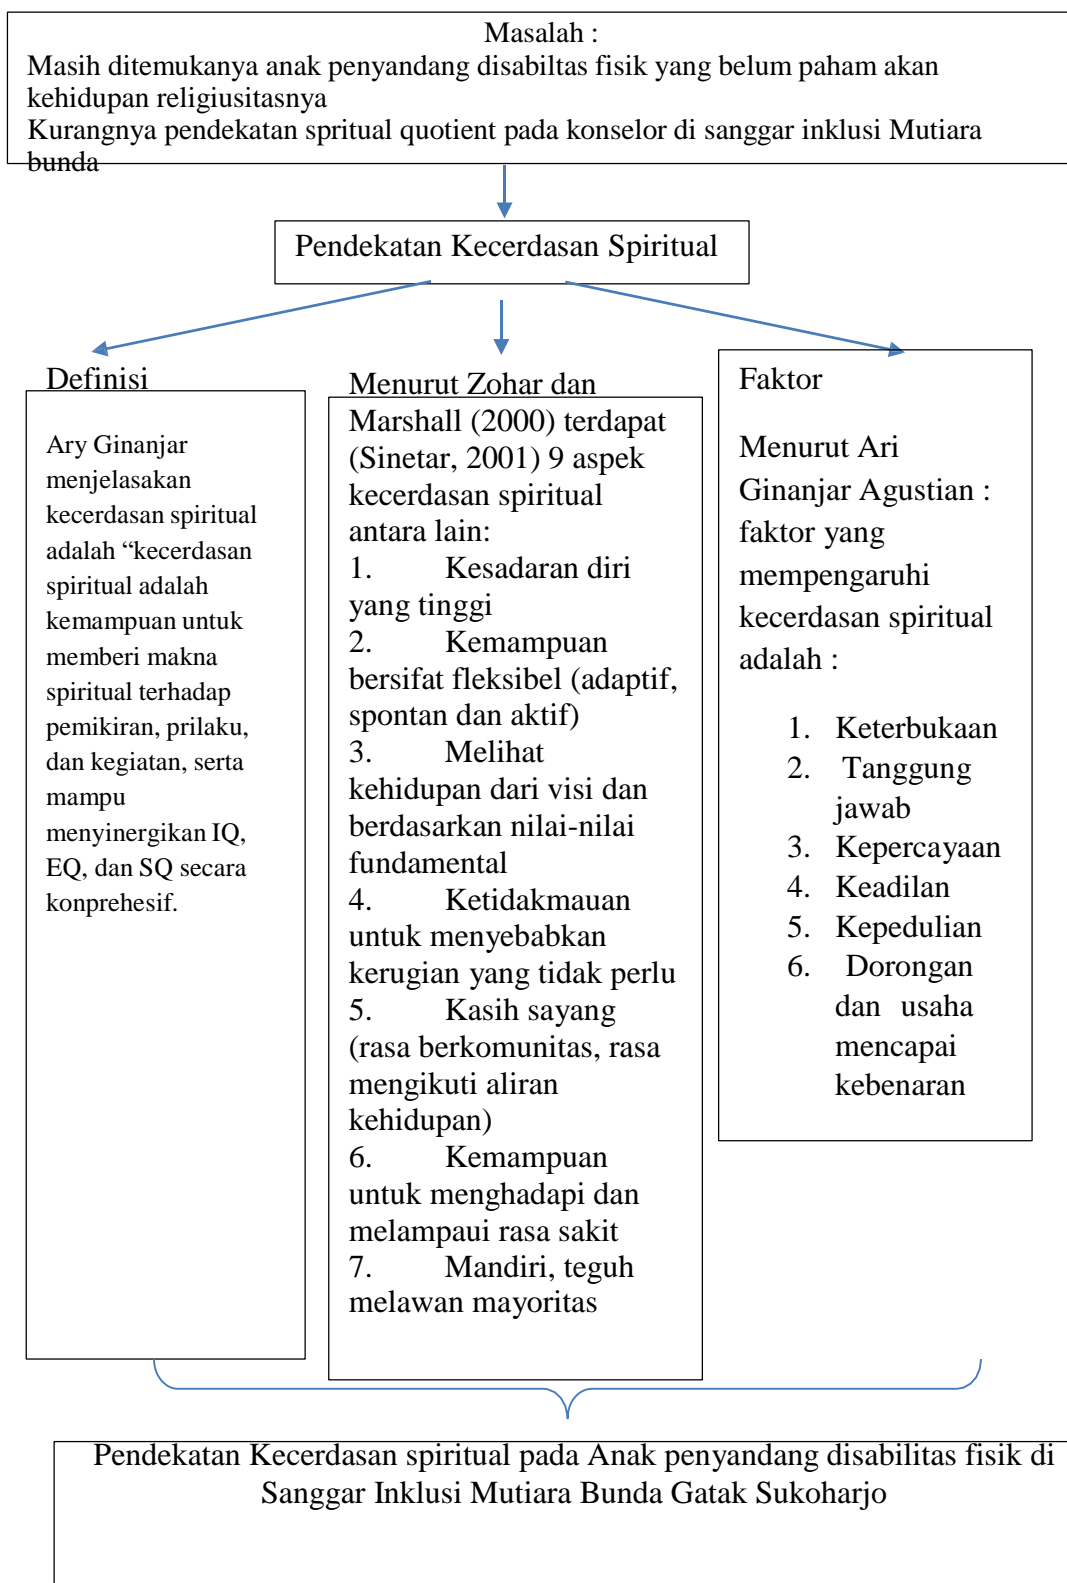 Masalah :
Masih ditemukanya anak penyandang disabiltas fisik yang belum paham akan
kehidupan religiusitasnya
Kurangnya pendekatan spritual quotient pada konselor di sanggar inklusi Mutiara
bunda
Pendekatan Kecerdasan Spiritual
Definisi
Ary Ginanjar
menjelasakan
kecerdasan spiritual
adalah “kecerdasan
spiritual adalah
kemampuan untuk
memberi makna
spiritual terhadap
pemikiran, prilaku,
dan kegiatan, serta
mampu
menyinergikan IQ,
EQ, dan SQ secara
konprehesif.
Menurut Zohar dan
Marshall (2000) terdapat
(Sinetar, 2001) 9 aspek
kecerdasan spiritual
antara lain:
1. Kesadaran diri
yang tinggi
2. Kemampuan
bersifat fleksibel (adaptif,
spontan dan aktif)
3. Melihat
kehidupan dari visi dan
berdasarkan nilai-nilai
fundamental
4. Ketidakmauan
untuk menyebabkan
kerugian yang tidak perlu
5. Kasih sayang
(rasa berkomunitas, rasa
mengikuti aliran
kehidupan)
6. Kemampuan
untuk menghadapi dan
melampaui rasa sakit
7. Mandiri, teguh
melawan mayoritas
Faktor
Menurut Ari
Ginanjar Agustian :
faktor yang
mempengaruhi
kecerdasan spiritual
adalah :
1. Keterbukaan
2. Tanggung
jawab
3. Kepercayaan
4. Keadilan
5. Kepedulian
6. Dorongan
dan usaha
mencapai
kebenaran
Pendekatan Kecerdasan spiritual pada Anak penyandang disabilitas fisik di
Sanggar Inklusi Mutiara Bunda Gatak Sukoharjo